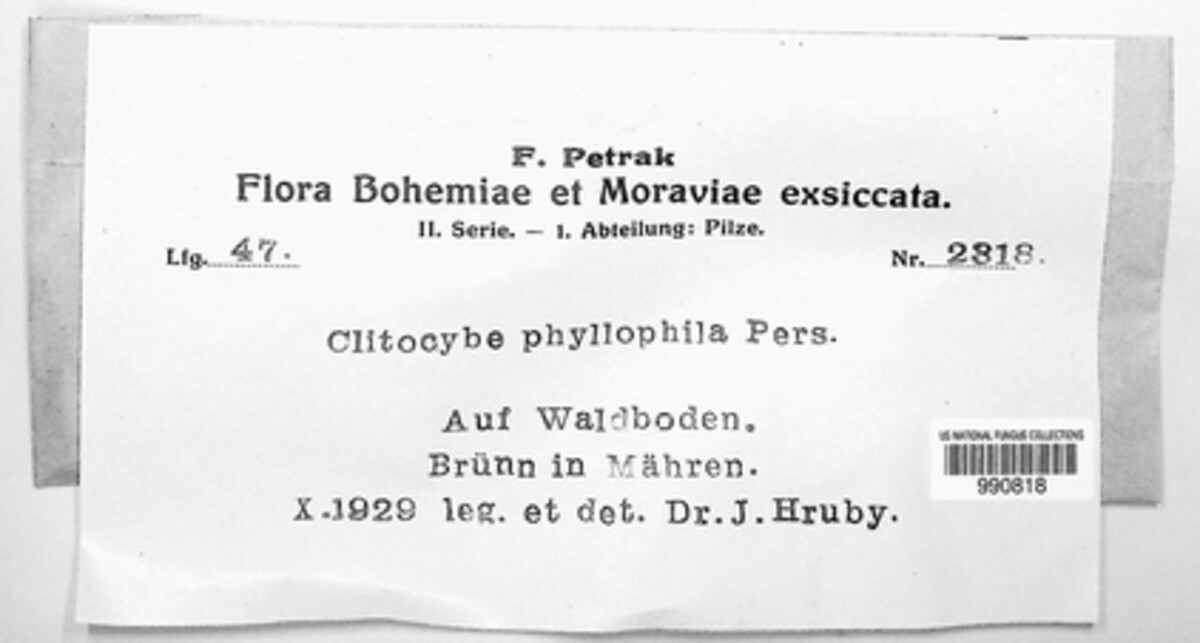 F. Petrak
Flora Bohemiae et Moraviae exsiccata.
II. Serie. — 1. Abteilung: Pilze.
Lfg. 47.
Nr. 2318.
Clitocybe phyllophila Pers.
Auf Waldboden.
Brünn in Mähren.
X.1929 leg. et det. Dr.J.Hruby.
US NATIONAL FUNGUS COLLECTIONS
990818